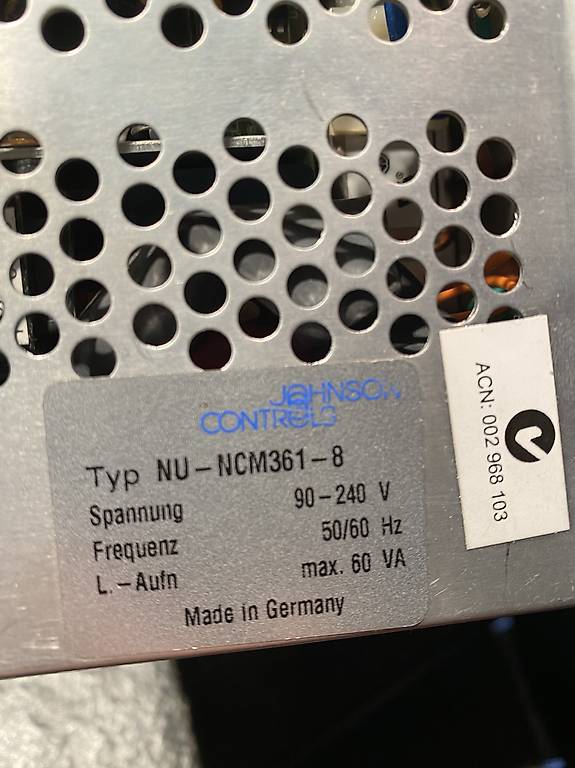 JOHNSON
CONTROLS
Typ NU-NCM361-8
Spannung 90-240 V
Frequenz 50/60 Hz
L.-Aufn max. 60 VA
Made in Germany
ACN: 002 968 103